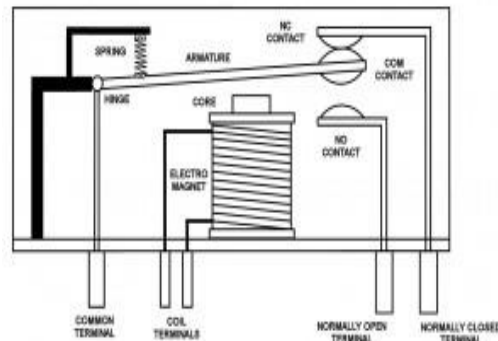 NC
CONTACT
SPRING
ARMATURE
COM
CONTACT
HINGE
CORE
NO
CONTACT
ELECTRO
MAGNET
COMMON
TERMINAL
COIL
TERMINALS
NORMALLY OPEN
TERMINAL
NORMALLY CLOSED
TERMINAL